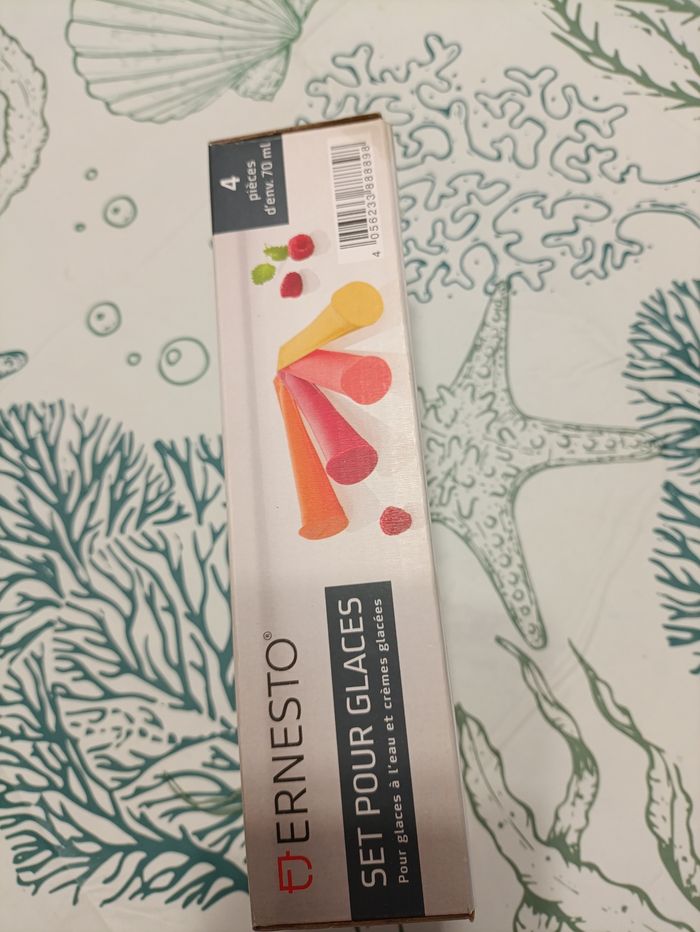 ERNESTO®
SET POUR GLACES
Pour glaces à l'eau et crèmes glacées
4
pièces
d'env. 70 ml
4 056233 888898